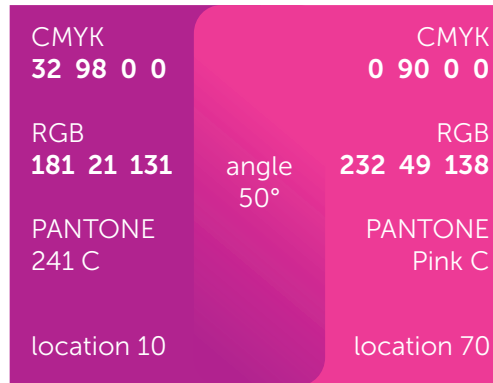 CMYK
32 98 0 0
RGB
181 21 131
PANTONE
241 C
location 10
angle
50°
CMYK
0 90 0 0
RGB
232 49 138
PANTONE
Pink C
location 70